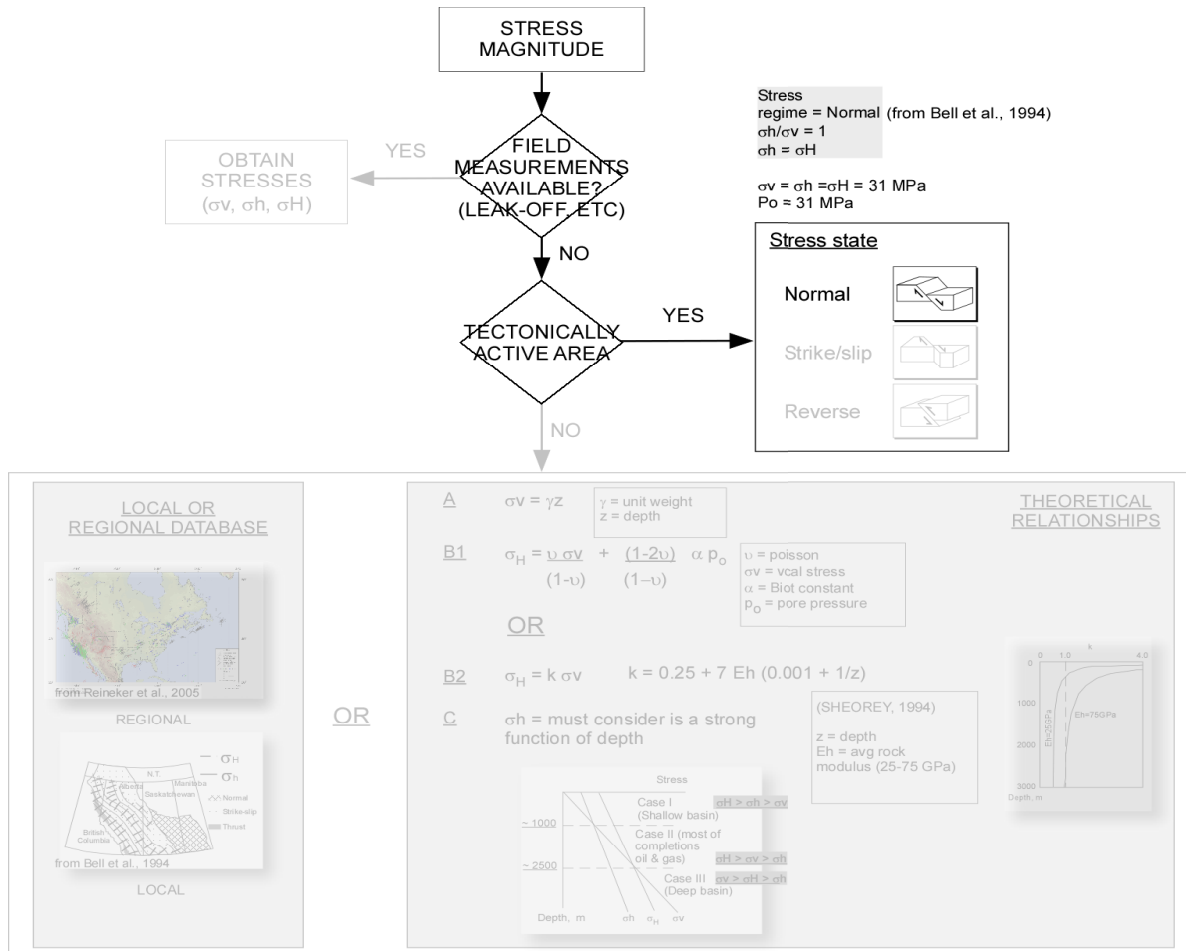 STRESS
MAGNITUDE
Stress
regime = Normal (from Bell et al., 1994)
σh/σv = 1
σh = σH
σv = σh =σH = 31 MPa
Po = 31 MPa
FIELD
MEASUREMENTS
AVAILABLE?
(LEAK-OFF, ETC)
YES
OBTAIN
STRESSES
(σv, σh, σH)
NO
TECTONICALLY
ACTIVE AREA
YES
Stress state
Normal
Strike/slip
Reverse
NO
LOCAL OR
REGIONAL DATABASE
from Reineker et al., 2005
REGIONAL
N.T.
Alberta
Saskatchewan
Manitoba
British
Columbia
σH
σh
Normal
Strike-slip
Thrust
from Bell et al., 1994
LOCAL
OR
THEORETICAL
RELATIONSHIPS
A σv = γz
γ = unit weight
z = depth
B1 σH = υ σv + (1-2υ) α po
(1-υ) (1–υ)
υ = poisson
σv = vcal stress
α = Biot constant
po = pore pressure
OR
B2 σH = k σv k = 0.25 + 7 Eh (0.001 + 1/z)
C σh = must consider is a strong
function of depth
(SHEOREY, 1994)
z = depth
Eh = avg rock
modulus (25-75 GPa)
k
0 1.0 4.0
0
1000
2000
3000
Eh=25GPa
Eh=75GPa
Depth, m
Stress
Case I σH > σh > σv
(Shallow basin)
~ 1000
Case II (most of
completions
oil & gas) σH > σv > σh
~ 2500
Case III σv > σH > σh
(Deep basin)
Depth, m σh σH σv